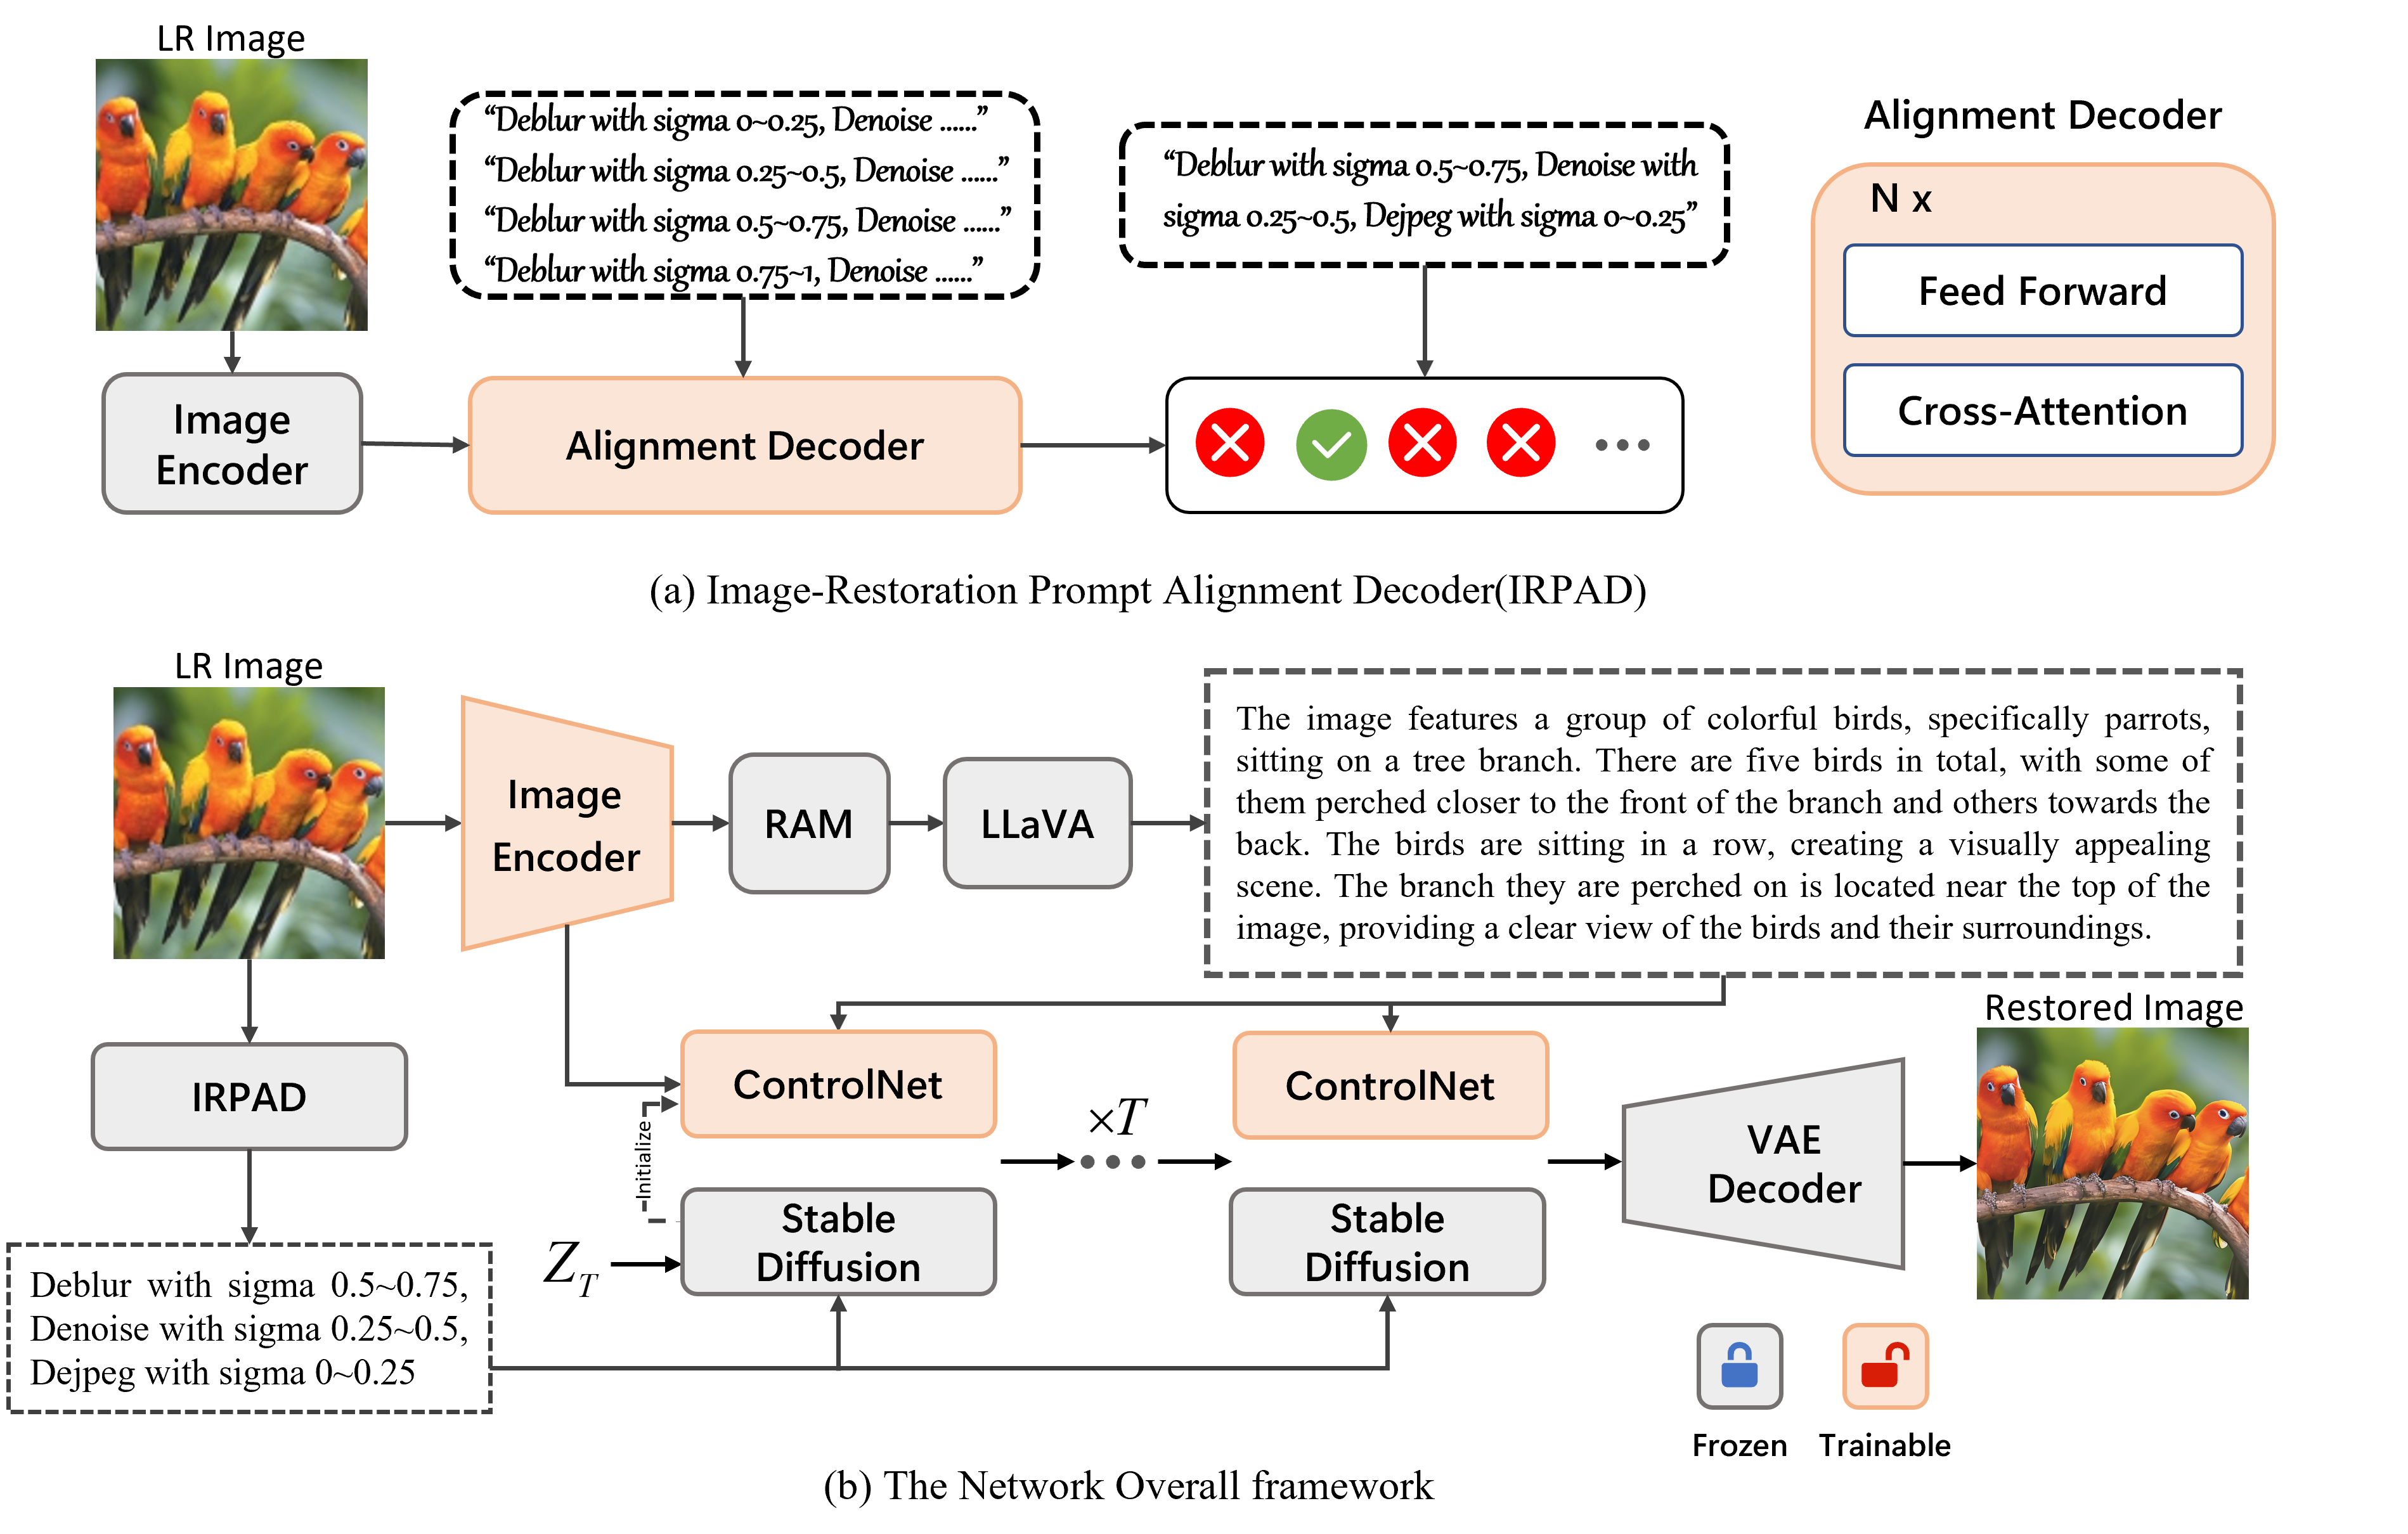 LR Image
“Deblur with sigma 0~0.25, Denoise ......”
“Deblur with sigma 0.25~0.5, Denoise ......”
“Deblur with sigma 0.5~0.75, Denoise ......”
“Deblur with sigma 0.75~1, Denoise ......”
“Deblur with sigma 0.5~0.75, Denoise with
sigma 0.25~0.5, Dejpeg with sigma 0~0.25”
Alignment Decoder
N x
Feed Forward
Cross-Attention
Image
Encoder
Alignment Decoder
(a) Image-Restoration Prompt Alignment Decoder(IRPAD)
LR Image
Image
Encoder
RAM
LLaVA
The image features a group of colorful birds, specifically parrots,
sitting on a tree branch. There are five birds in total, with some of
them perched closer to the front of the branch and others towards the
back. The birds are sitting in a row, creating a visually appealing
scene. The branch they are perched on is located near the top of the
image, providing a clear view of the birds and their surroundings.
IRPAD
Deblur with sigma 0.5~0.75,
Denoise with sigma 0.25~0.5,
Dejpeg with sigma 0~0.25
ControlNet
Initialize
Z_T
Stable
Diffusion
×T
ControlNet
Stable
Diffusion
VAE
Decoder
Restored Image
Frozen
Trainable
(b) The Network Overall framework